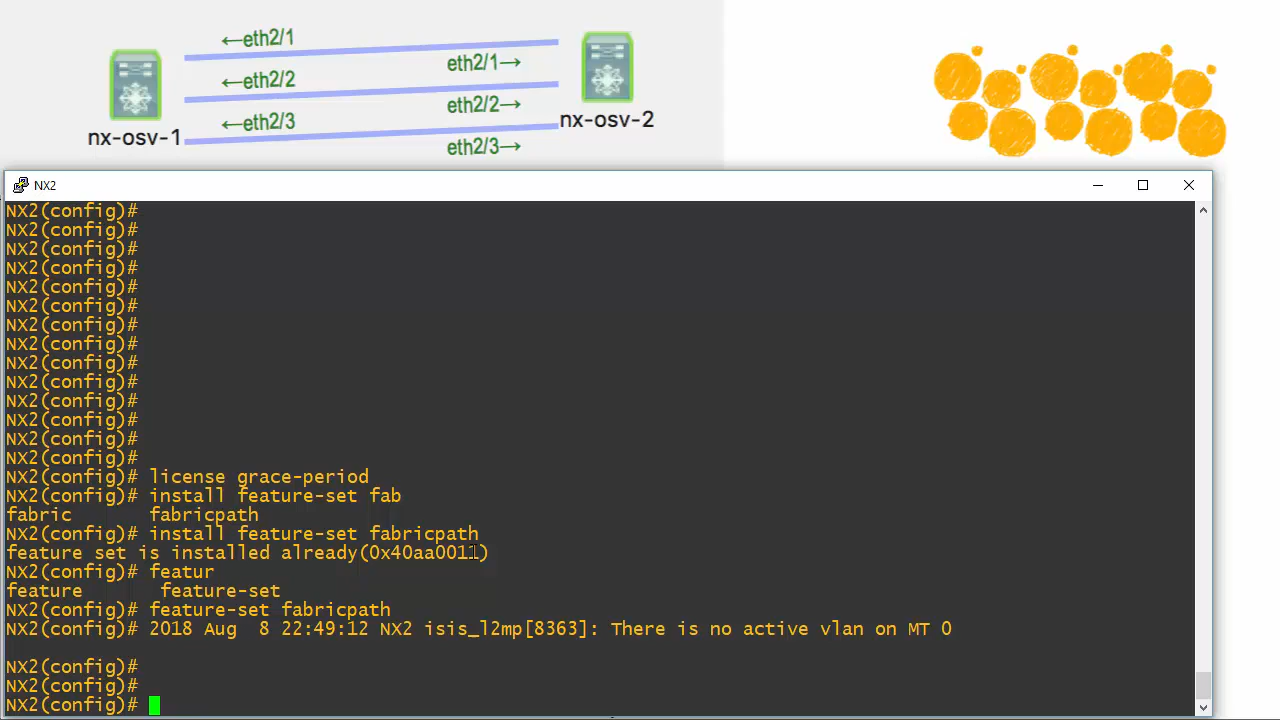 ←eth2/1
eth2/1→
←eth2/2
eth2/2→
←eth2/3
eth2/3→
nx-osv-1
nx-osv-2
NX2
NX2(config)#
NX2(config)#
NX2(config)#
NX2(config)#
NX2(config)#
NX2(config)#
NX2(config)#
NX2(config)#
NX2(config)#
NX2(config)#
NX2(config)#
NX2(config)#
NX2(config)#
NX2(config)#
NX2(config)# license grace-period
NX2(config)# install feature-set fab
fabric fabricpath
NX2(config)# install feature-set fabricpath
feature set is installed already(0x40aa0011)
NX2(config)# featur
feature feature-set
NX2(config)# feature-set fabricpath
NX2(config)# 2018 Aug  8 22:49:12 NX2 isis_l2mp[8363]: There is no active vlan on MT 0
NX2(config)#
NX2(config)#
NX2(config)#